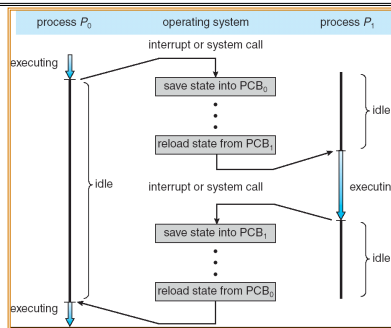 process P0 operating system process P1
interrupt or system call
executing
save state into PCB0
idle
reload state from PCB1
idle
interrupt or system call
executin
save state into PCB1
idle
reload state from PCB0
executing